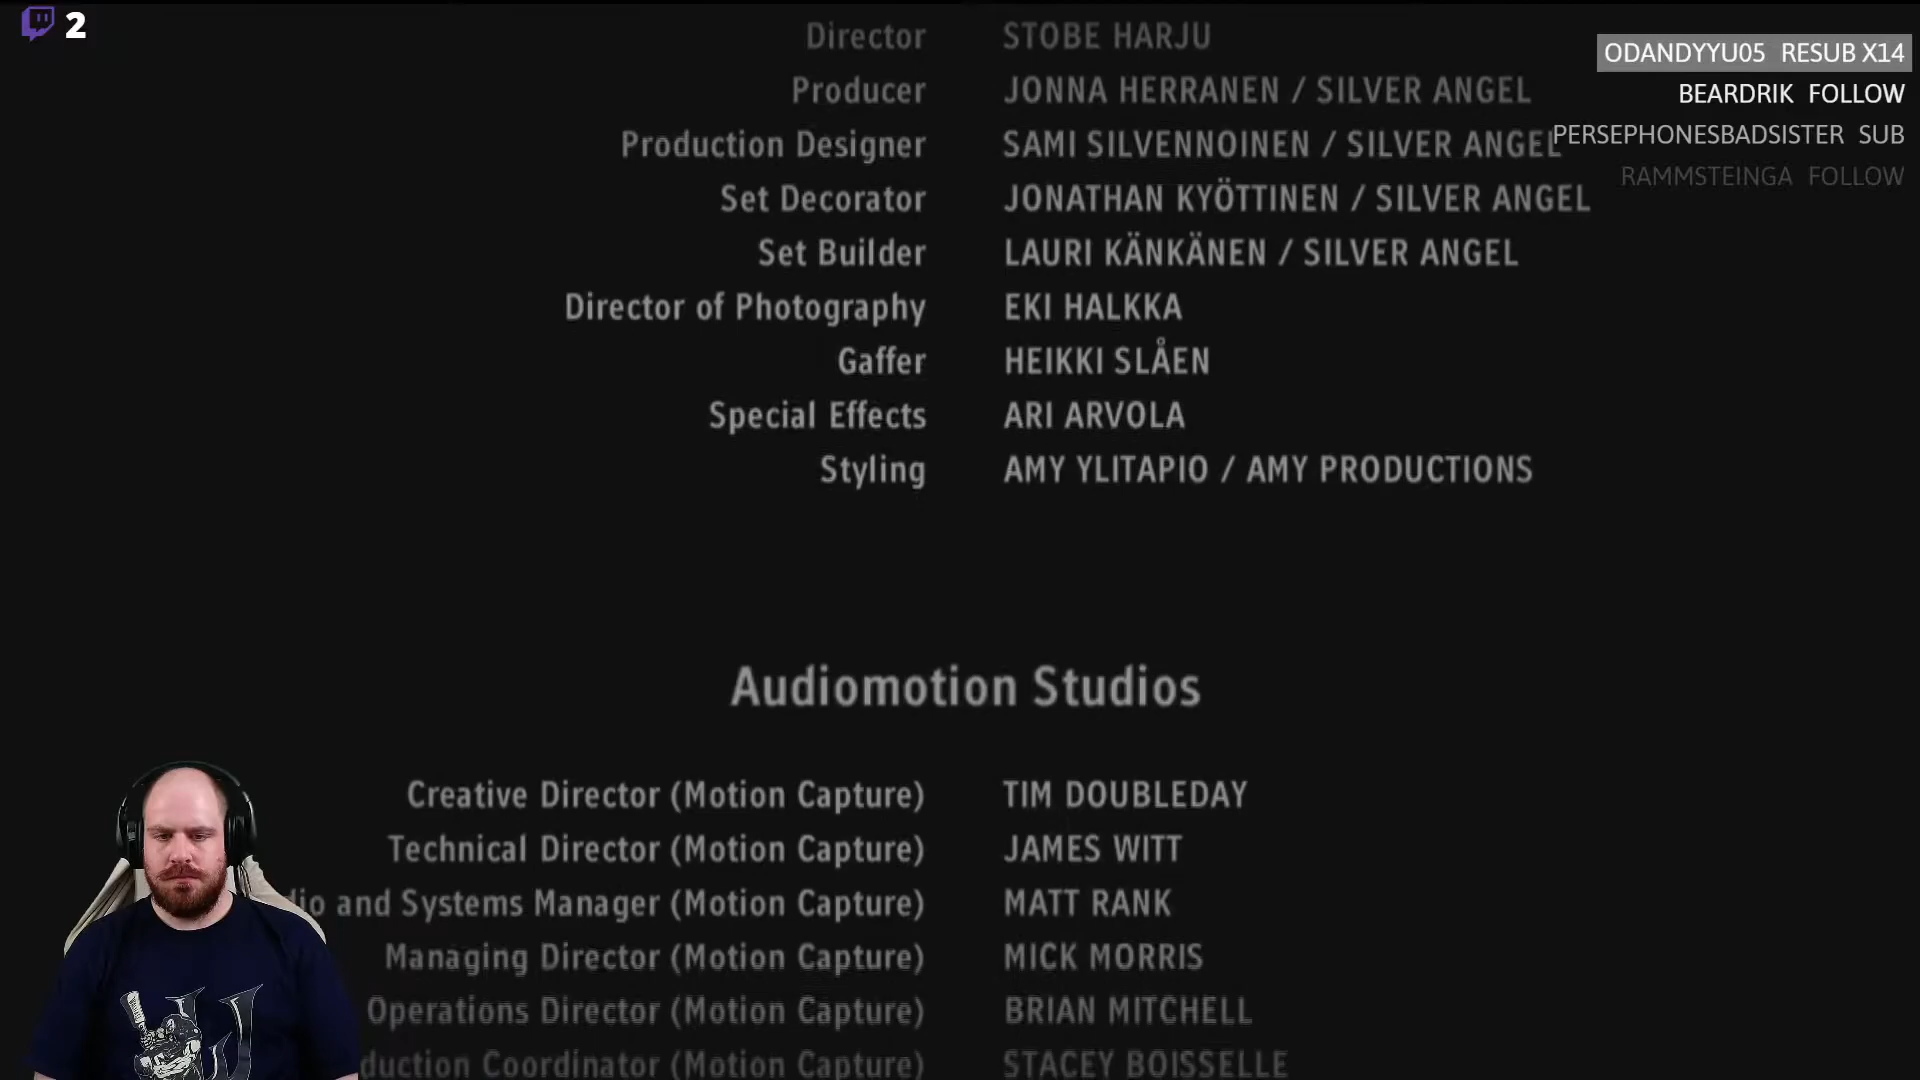 2
Director STOBE HARJU
Producer JONNA HERRANEN / SILVER ANGEL
Production Designer SAMI SILVENNOINEN / SILVER ANGEL
Set Decorator JONATHAN KYÖTTINEN / SILVER ANGEL
Set Builder LAURI KÄNKÄNEN / SILVER ANGEL
Director of Photography EKI HALKKA
Gaffer HEIKKI SLÅEN
Special Effects ARI ARVOLA
Styling AMY YLITAPIO / AMY PRODUCTIONS
ODANDYYU05 RESUB X14
BEARDRIK FOLLOW
PERSEPHONESBADSISTER SUB
RAMMSTEINGA FOLLOW
Audiomotion Studios
Creative Director (Motion Capture) TIM DOUBLEDAY
Technical Director (Motion Capture) JAMES WITT
and Systems Manager (Motion Capture) MATT RANK
Managing Director (Motion Capture) MICK MORRIS
Operations Director (Motion Capture) BRIAN MITCHELL
Coordinator (Motion Capture) STACEY BOISSELLE